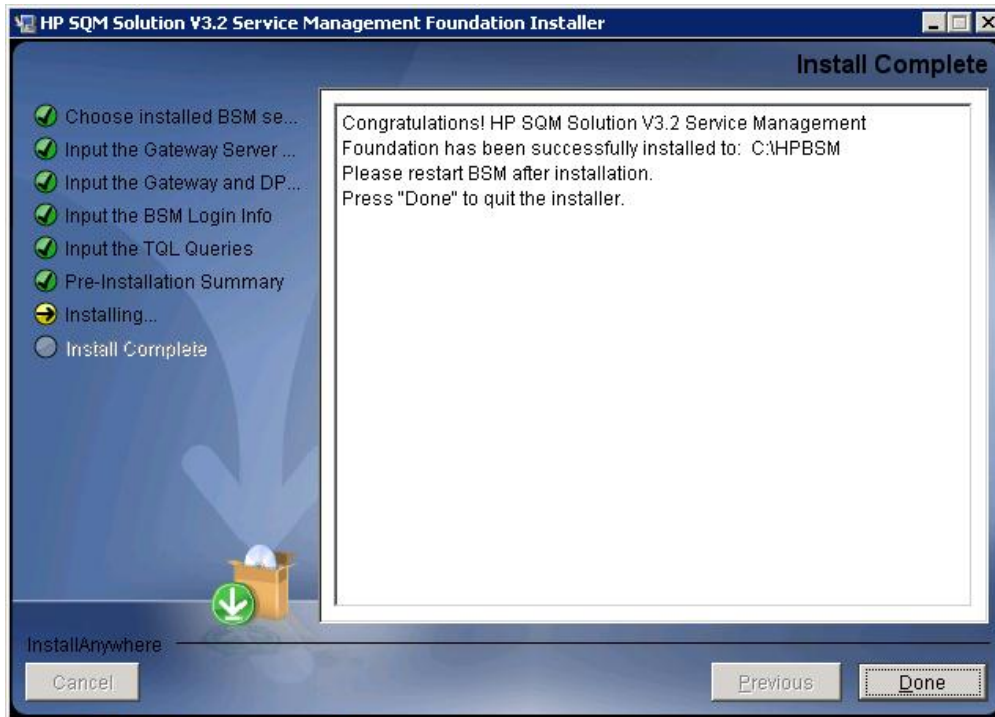 HP SQM Solution V3.2 Service Management Foundation Installer
Install Complete
Choose installed BSM se...
Input the Gateway Server ...
Input the Gateway and DP...
Input the BSM Login Info
Input the TQL Queries
Pre-Installation Summary
Installing...
Install Complete
Congratulations! HP SQM Solution V3.2 Service Management
Foundation has been successfully installed to: C:\HPBSM
Please restart BSM after installation.
Press "Done" to quit the installer.
InstallAnywhere
Cancel
Previous
Done